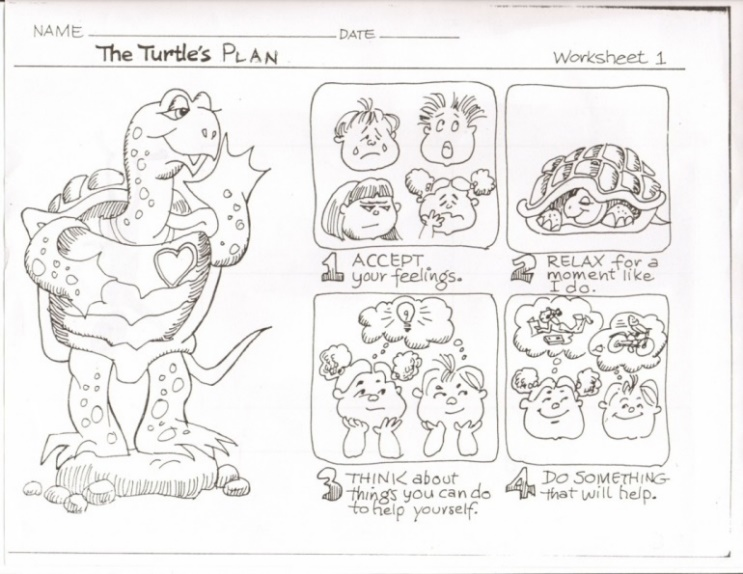 NAME DATE
The Turtle's PLAN Worksheet 1
1 ACCEPT
your feelings.
2 RELAX for a
moment like
I do.
3 THINK about
things you can do
to help yourself.
4 DO SOMETHING
that will help.